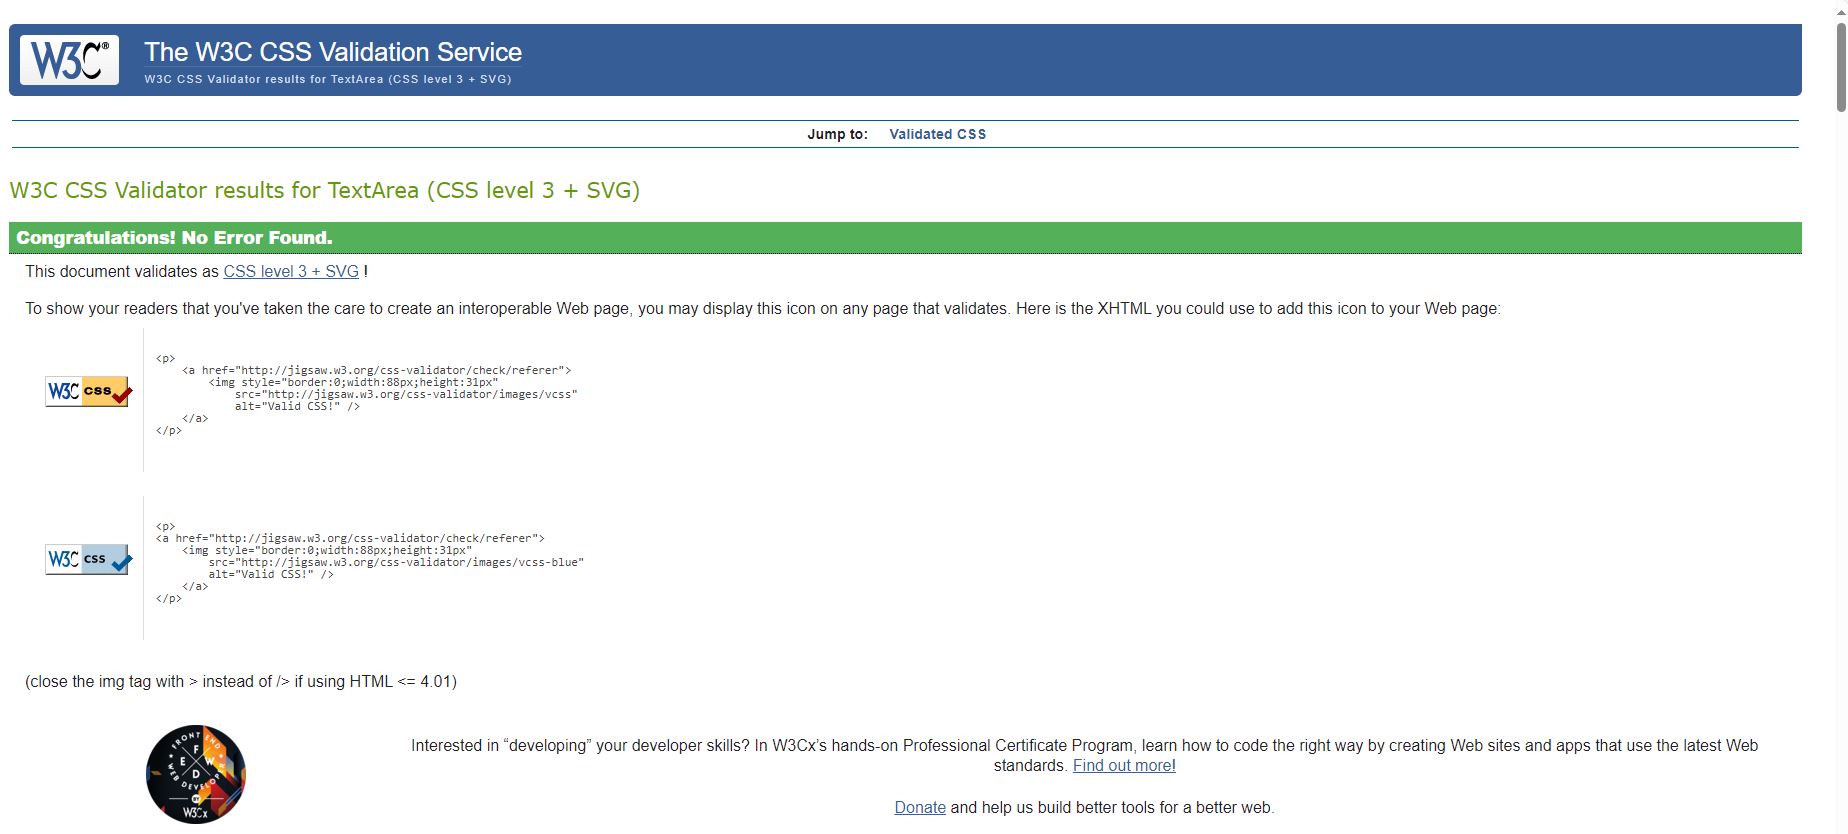 W3C®
The W3C CSS Validation Service
W3C CSS Validator results for TextArea (CSS level 3 + SVG)
Jump to: Validated CSS
W3C CSS Validator results for TextArea (CSS level 3 + SVG)
Congratulations! No Error Found.
This document validates as CSS level 3 + SVG !
To show your readers that you've taken the care to create an interoperable Web page, you may display this icon on any page that validates. Here is the XHTML you could use to add this icon to your Web page:
W3C css
<p>
<a href="http://jigsaw.w3.org/css-validator/check/referer">
<img style="border:0;width:88px;height:31px"
src="http://jigsaw.w3.org/css-validator/images/vcss"
alt="Valid CSS!" />
</a>
</p>
W3C css
<p>
<a href="http://jigsaw.w3.org/css-validator/check/referer">
<img style="border:0;width:88px;height:31px"
src="http://jigsaw.w3.org/css-validator/images/vcss-blue"
alt="Valid CSS!" />
</a>
</p>
(close the img tag with > instead of /> if using HTML <= 4.01)
FRONT END
WEB DEVELOPER
F
E W
D
W3Cx
Interested in “developing” your developer skills? In W3Cx’s hands-on Professional Certificate Program, learn how to code the right way by creating Web sites and apps that use the latest Web
standards. Find out more!
Donate and help us build better tools for a better web.